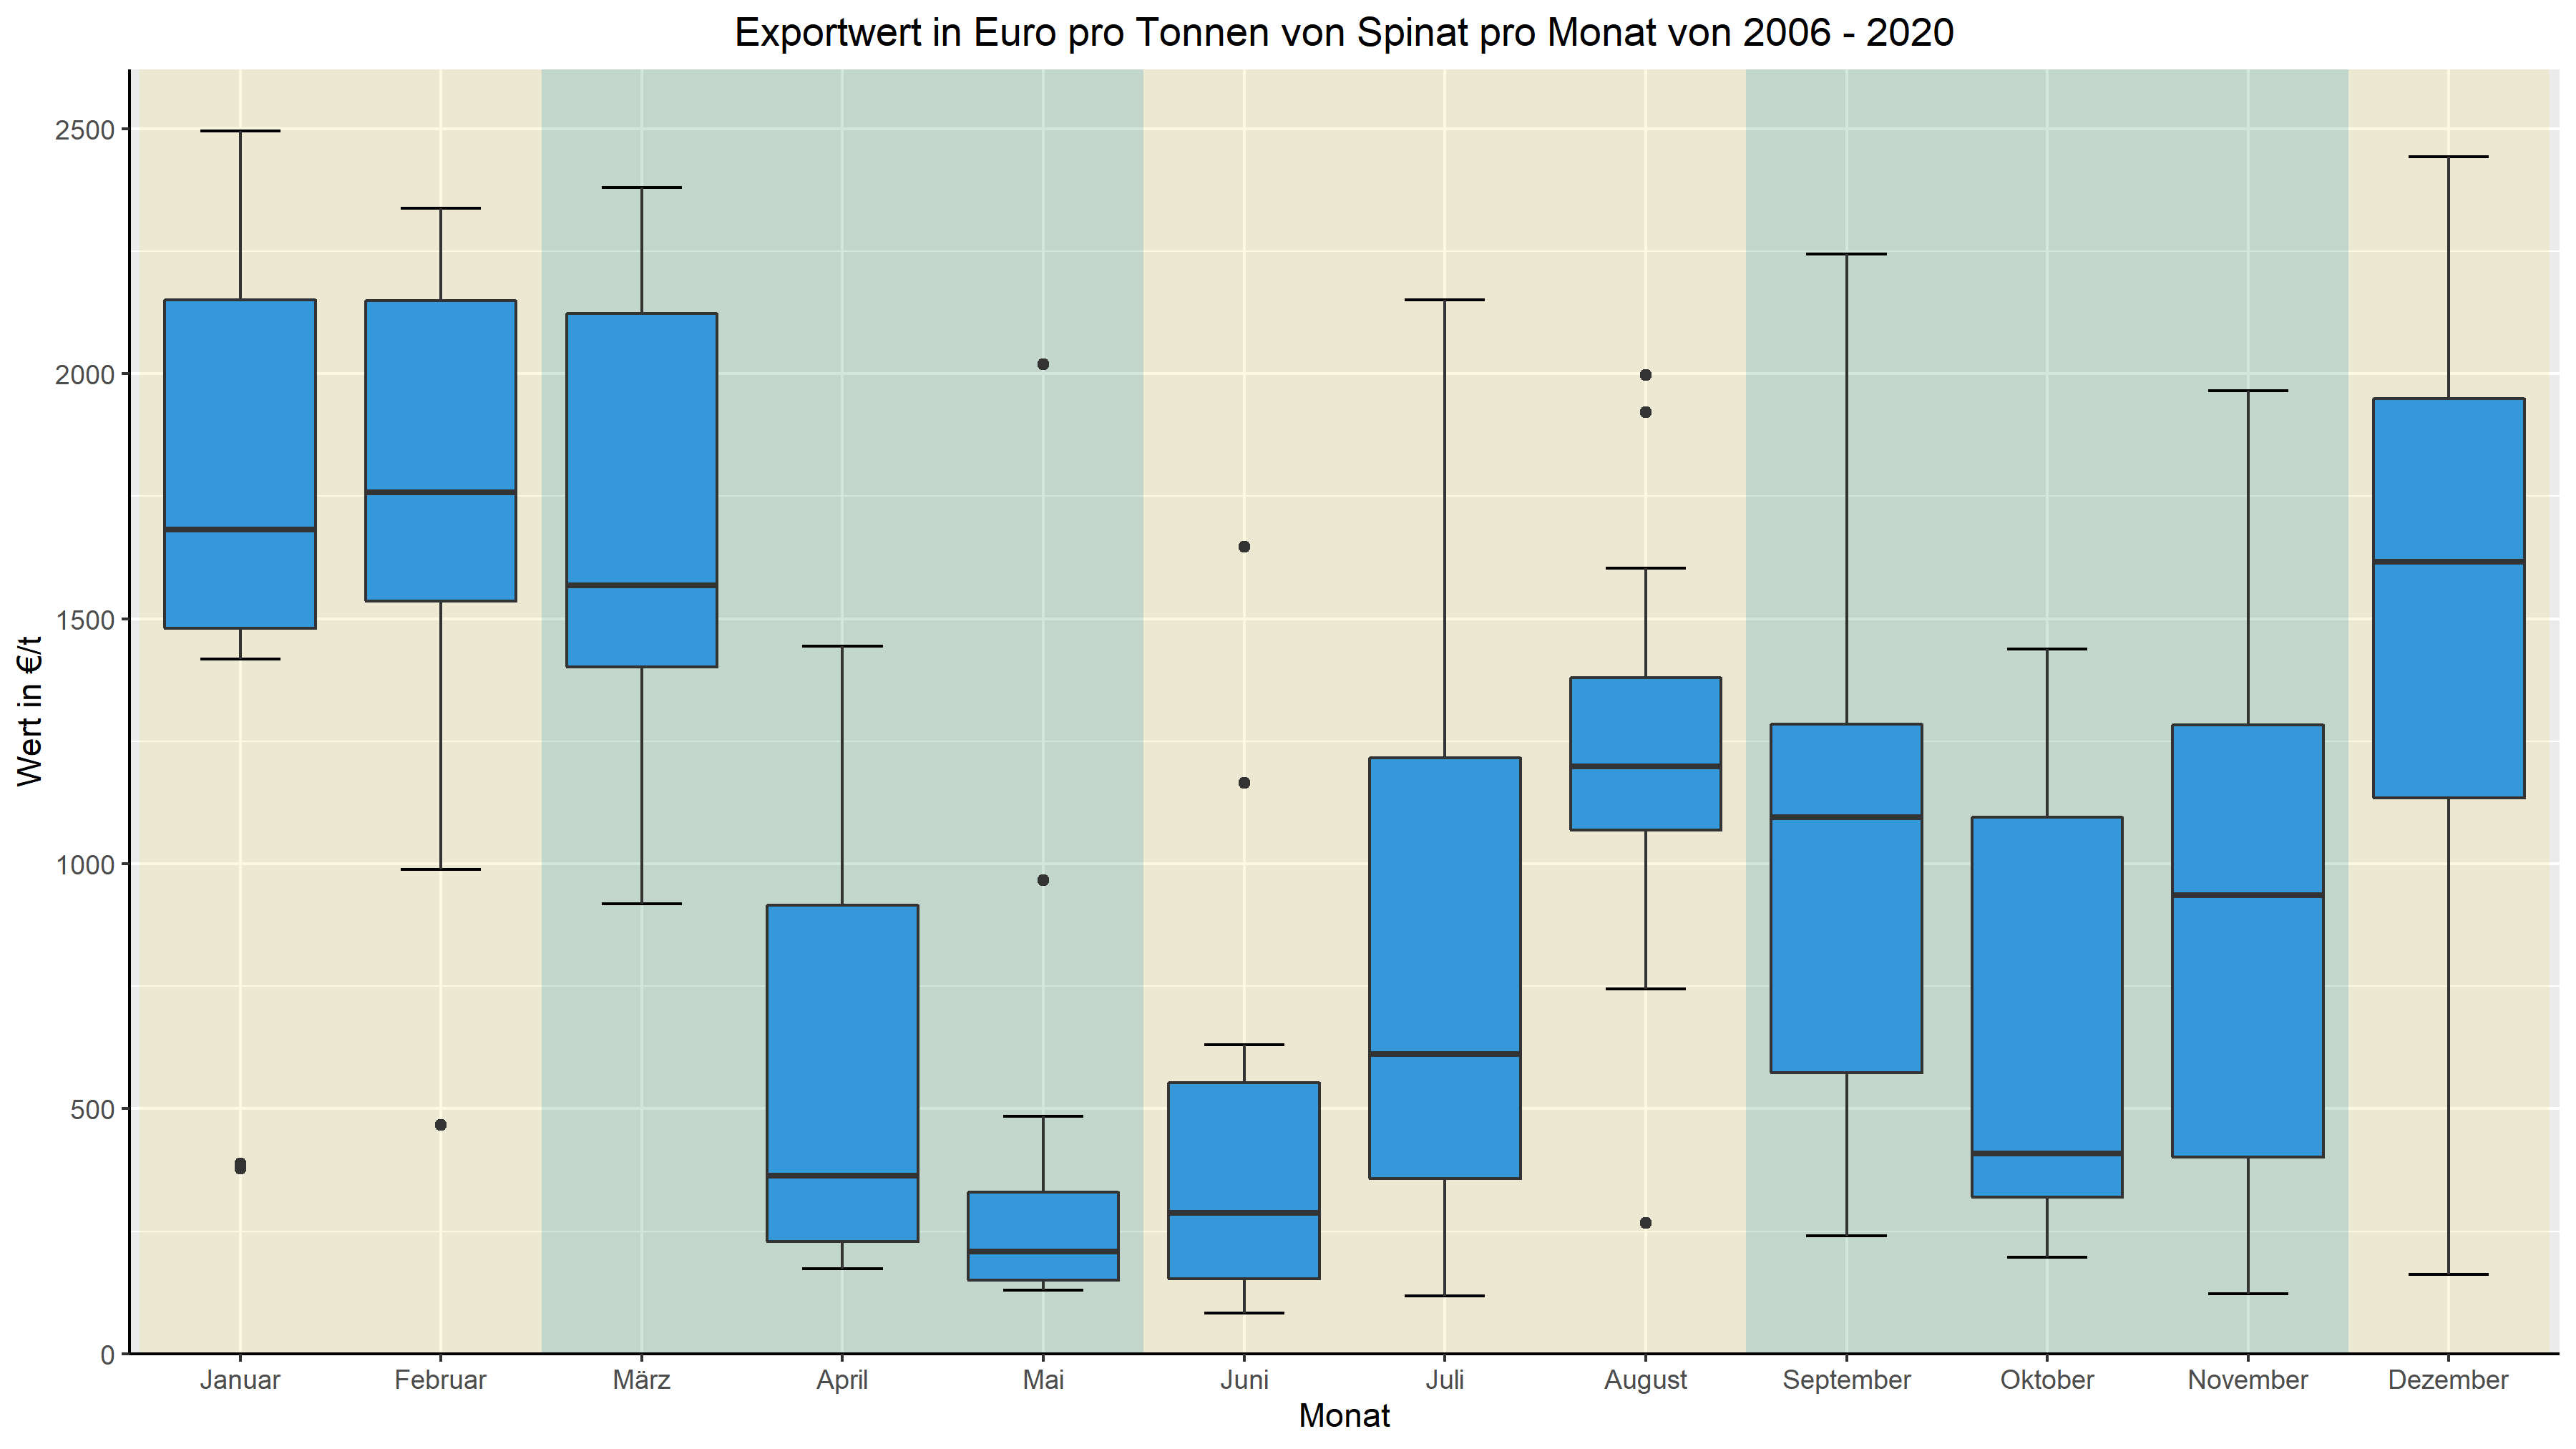 Exportwert in Euro pro Tonnen von Spinat pro Monat von 2006 - 2020
Wert in €/t
2500
2000
1500
1000
500
0
Januar Februar März April Mai Juni Juli August September Oktober November Dezember
Monat